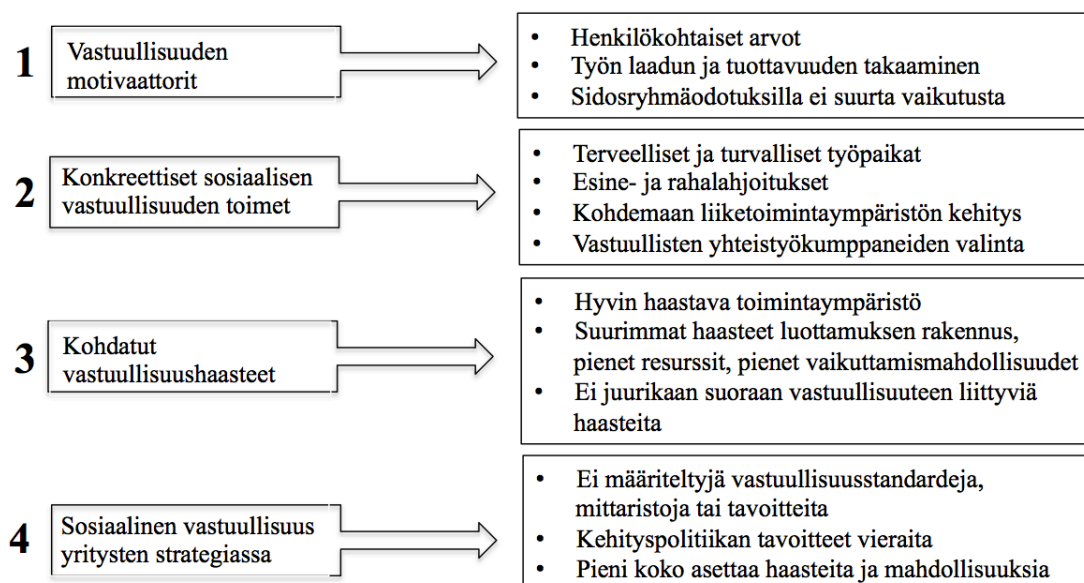 1
Vastuullisuuden
motivaattorit
• Henkilökohtaiset arvot
• Työn laadun ja tuottavuuden takaaminen
• Sidosryhmäodotuksilla ei suurta vaikutusta
2
Konkreettiset sosiaalisen
vastuullisuuden toimet
• Terveelliset ja turvalliset työpaikat
• Esine- ja rahalahjoitukset
• Kohdemaan liiketoimintaympäristön kehitys
• Vastuullisten yhteistyökumppaneiden valinta
3
Kohdatut
vastuullisuushaasteet
• Hyvin haastava toimintaympäristö
• Suurimmat haasteet luottamuksen rakennus,
pienet resurssit, pienet vaikuttamismahdollisuudet
• Ei juurikaan suoraan vastuullisuuteen liittyviä
haasteita
4
Sosiaalinen vastuullisuus
yritysten strategiassa
• Ei määriteltyjä vastuullisuusstandardeja,
mittaristoja tai tavoitteita
• Kehityspolitiikan tavoitteet vieraita
• Pieni koko asettaa haasteita ja mahdollisuuksia